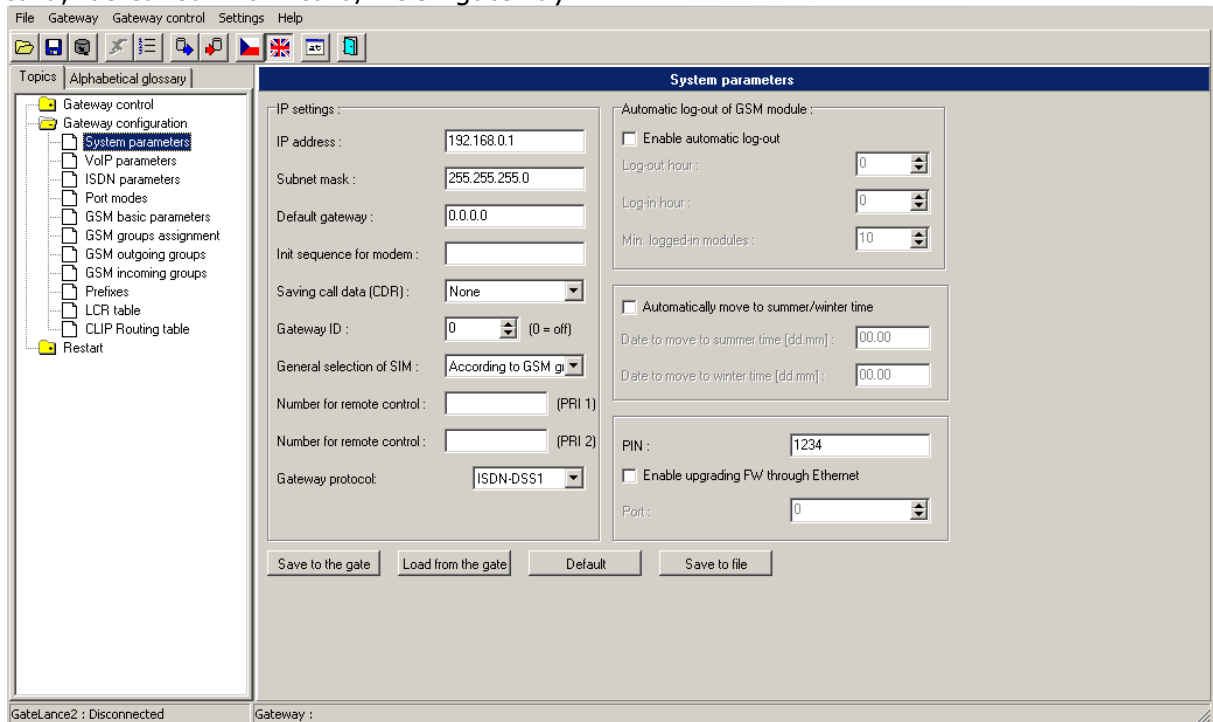 File Gateway Gateway control Settings Help
at
Topics Alphabetical glossary
Gateway control
Gateway configuration
System parameters
VoIP parameters
ISDN parameters
Port modes
GSM basic parameters
GSM groups assignment
GSM outgoing groups
GSM incoming groups
Prefixes
LCR table
CLIP Routing table
Restart
System parameters
IP settings :
IP address : 192.168.0.1
Subnet mask : 255.255.255.0
Default gateway : 0.0.0.0
Init sequence for modem :
Saving call data (CDR) : None
Gateway ID : 0 (0 = off)
General selection of SIM : According to GSM gr
Number for remote control : (PRI 1)
Number for remote control : (PRI 2)
Gateway protocol: ISDN-DSS1
Automatic log-out of GSM module :
Enable automatic log-out
Log-out hour : 0
Log-in hour : 0
Min. logged-in modules : 10
Automatically move to summer/winter time
Date to move to summer time [dd.mm] : 00.00
Date to move to winter time [dd.mm] : 00.00
PIN : 1234
Enable upgrading FW through Ethernet
Port : 0
Save to the gate Load from the gate Default Save to file
GateLance2 : Disconnected Gateway :